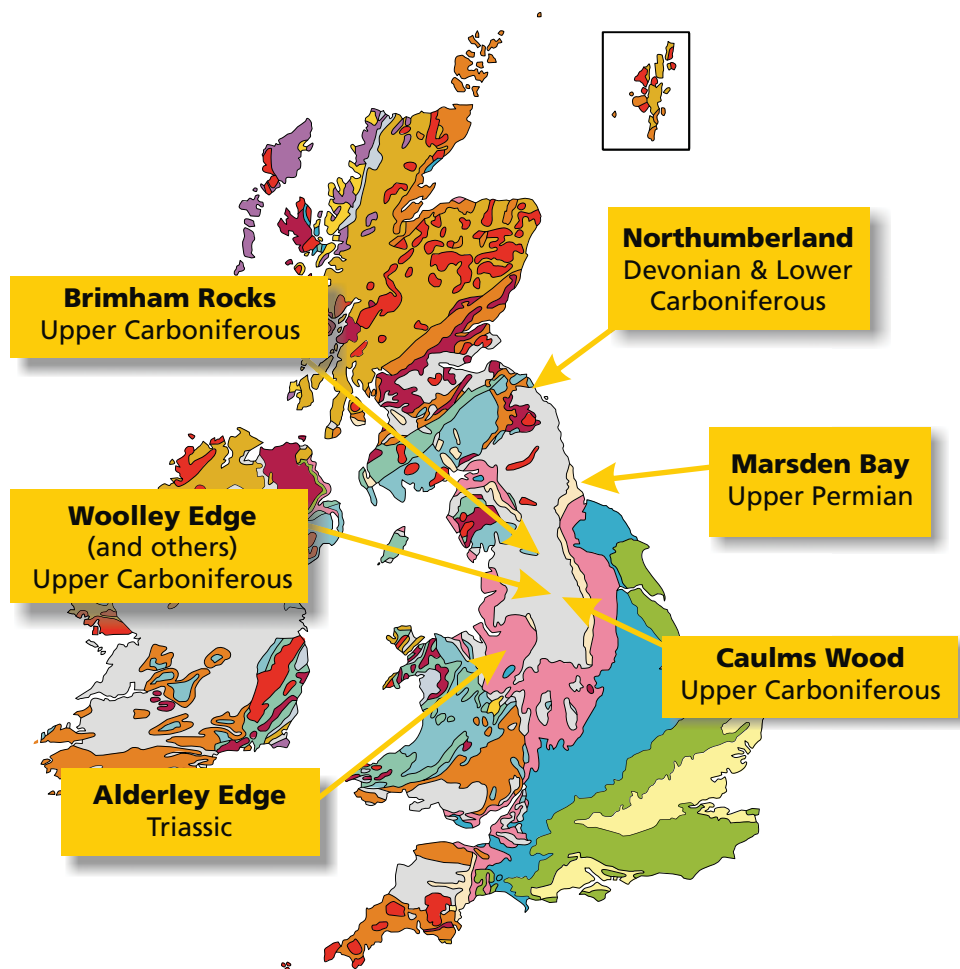 Northumberland
Devonian & Lower
Carboniferous
Brimham Rocks
Upper Carboniferous
Marsden Bay
Upper Permian
Woolley Edge
(and others)
Upper Carboniferous
Caulms Wood
Upper Carboniferous
Alderley Edge
Triassic